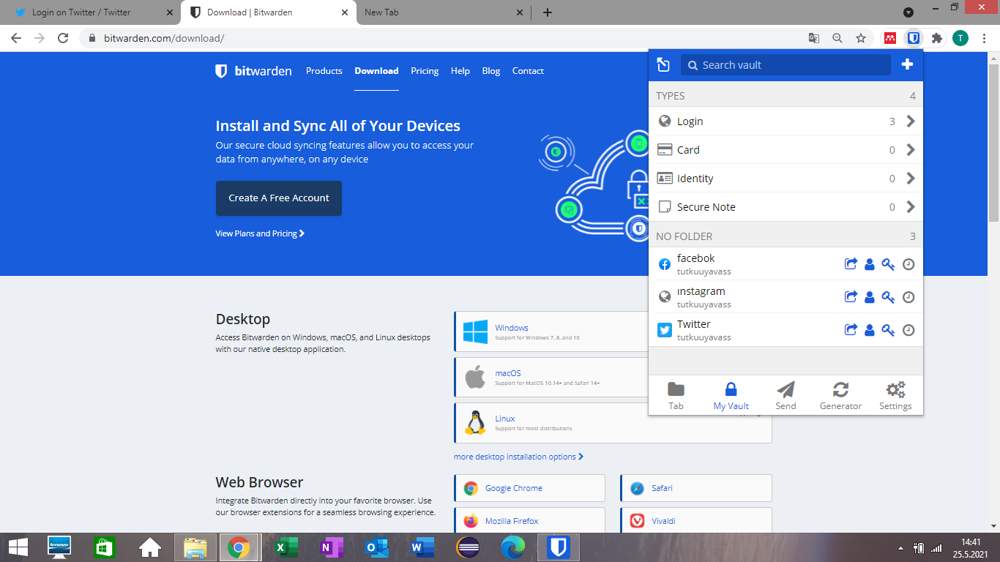 Login on Twitter / Twitter
Download | Bitwarden
New Tab
bitwarden.com/download/
T
bitwarden
Products
Download
Pricing
Help
Blog
Contact
Install and Sync All of Your Devices
Our secure cloud syncing features allow you to access your
data from anywhere, on any device
Create A Free Account
View Plans and Pricing
Search vault
TYPES 4
Login 3
Card 0
Identity 0
Secure Note 0
NO FOLDER 3
facebok
tutkuuyavass
ınstagram
tutkuuyavass
Twitter
tutkuuyavass
Tab
My Vault
Send
Generator
Settings
Desktop
Access Bitwarden on Windows, macOS, and Linux desktops
with our native desktop application.
Windows
Support for Windows 7, 8, and 10
macOS
Support for MacOS 10.14+ and Safari 14+
Linux
Support for most distributions
more desktop installation options
Web Browser
Integrate Bitwarden directly into your favorite browser. Use
our browser extensions for a seamless browsing experience.
Google Chrome
Safari
Mozilla Firefox
Vivaldi
lenovo
14:41
25.5.2021